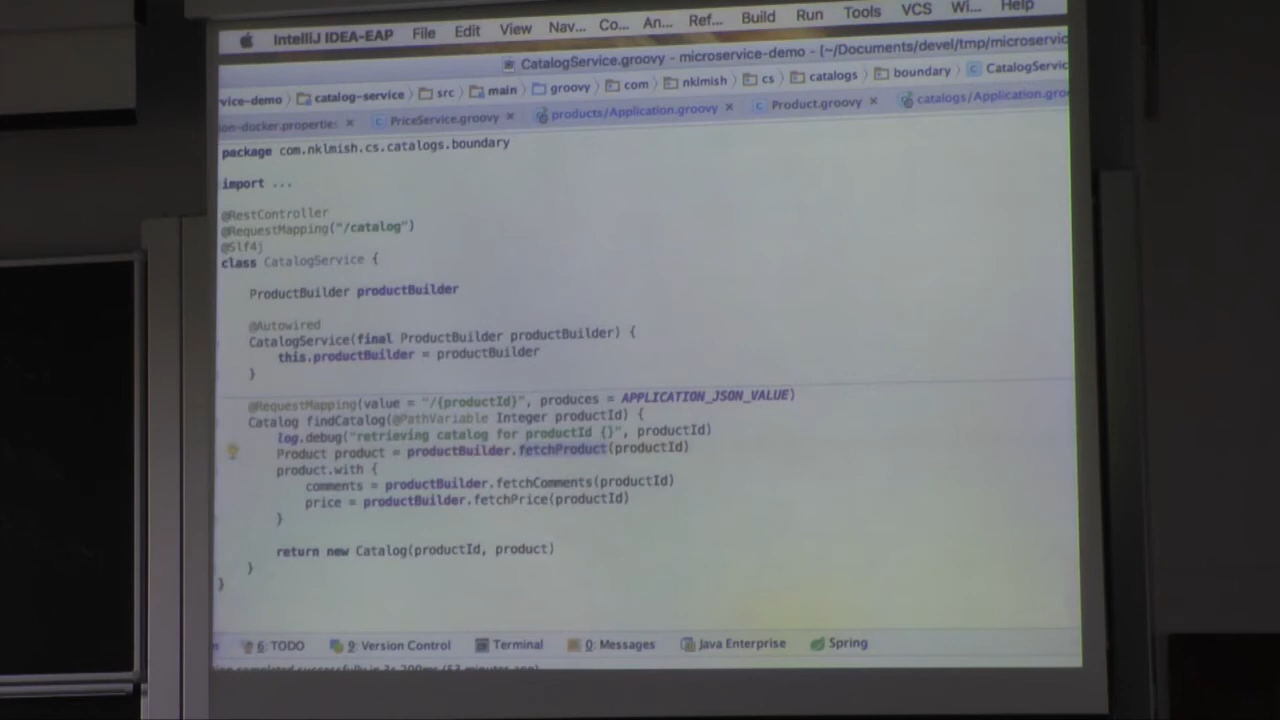 IntelliJ IDEA-EAP File Edit View Nav... Co... An... Ref... Build Run Tools VCS Wi... Help
CatalogService.groovy - microservice-demo - [~/Documents/devel/tmp/microservic
vice-demo catalog-service src main groovy com nklmish cs catalogs boundary CatalogServic
on-docker.properties PriceService.groovy products/Application.groovy Product.groovy catalogs/Application.gro
package com.nklmish.cs.catalogs.boundary
import ...
@RestController
@RequestMapping("/catalog")
@Slf4j
class CatalogService {
ProductBuilder productBuilder
@Autowired
CatalogService(final ProductBuilder productBuilder) {
this.productBuilder = productBuilder
}
@RequestMapping(value = "/{productId}", produces = APPLICATION_JSON_VALUE)
Catalog findCatalog(@PathVariable Integer productId) {
log.debug("retrieving catalog for productId {}", productId)
Product product = productBuilder.fetchProduct(productId)
product.with {
comments = productBuilder.fetchComments(productId)
price = productBuilder.fetchPrice(productId)
}
return new Catalog(productId, product)
}
}
6: TODO 9: Version Control Terminal 0: Messages Java Enterprise Spring